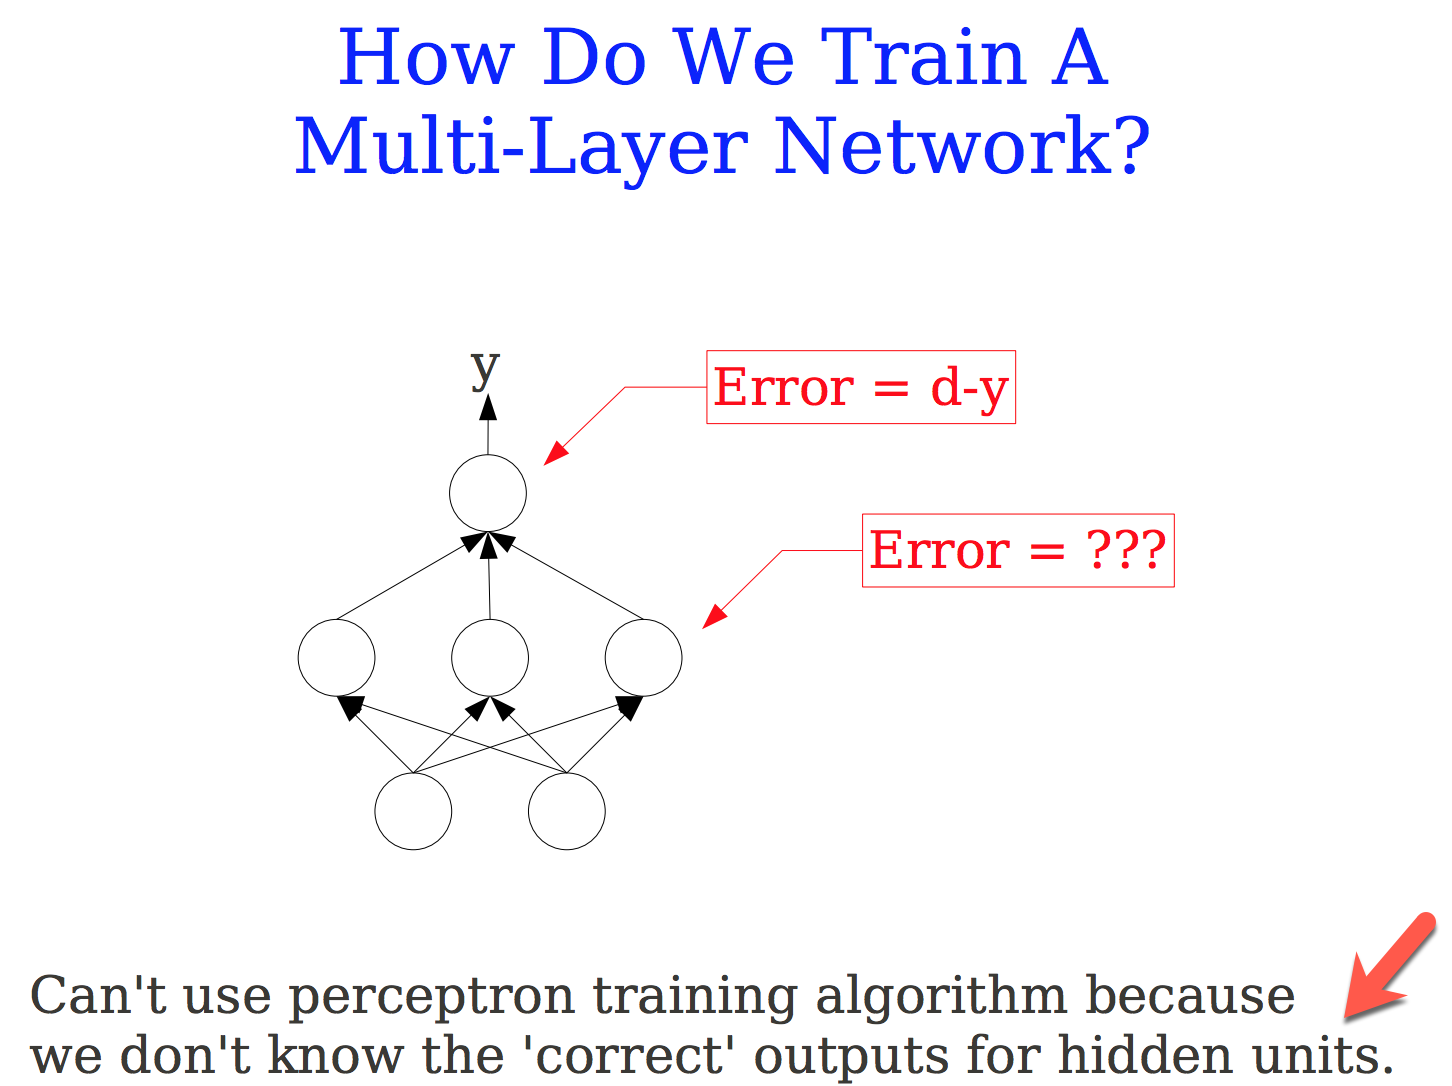 How Do We Train A
Multi-Layer Network?
y
Error = d-y
Error = ???
Can't use perceptron training algorithm because
we don't know the 'correct' outputs for hidden units.